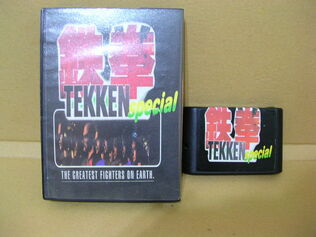 鉄拳
TEKKEN special
THE GREATEST FIGHTERS ON EARTH.
鉄拳
TEKKEN special